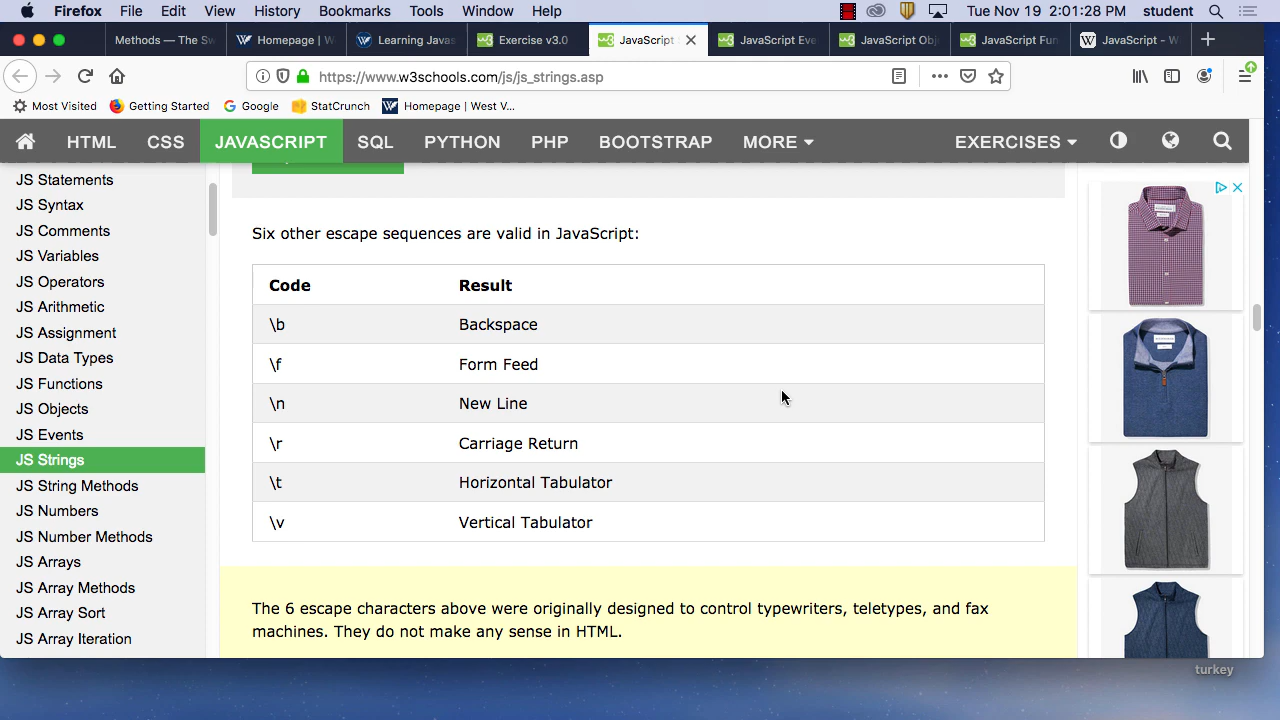 Firefox File Edit View History Bookmarks Tools Window Help Tue Nov 19 2:01:28 PM student
Methods — The Sw Homepage | W Learning Javas Exercise v3.0 JavaScript JavaScript Eve JavaScript Obj JavaScript Fun JavaScript - W
https://www.w3schools.com/js/js_strings.asp
Most Visited Getting Started Google StatCrunch Homepage | West V...
HTML CSS JAVASCRIPT SQL PYTHON PHP BOOTSTRAP MORE EXERCISES
JS Statements
JS Syntax
JS Comments
JS Variables
JS Operators
JS Arithmetic
JS Assignment
JS Data Types
JS Functions
JS Objects
JS Events
JS Strings
JS String Methods
JS Numbers
JS Number Methods
JS Arrays
JS Array Methods
JS Array Sort
JS Array Iteration
Six other escape sequences are valid in JavaScript:
Code Result
\b Backspace
\f Form Feed
\n New Line
\r Carriage Return
\t Horizontal Tabulator
\v Vertical Tabulator
The 6 escape characters above were originally designed to control typewriters, teletypes, and fax
machines. They do not make any sense in HTML.
turkey